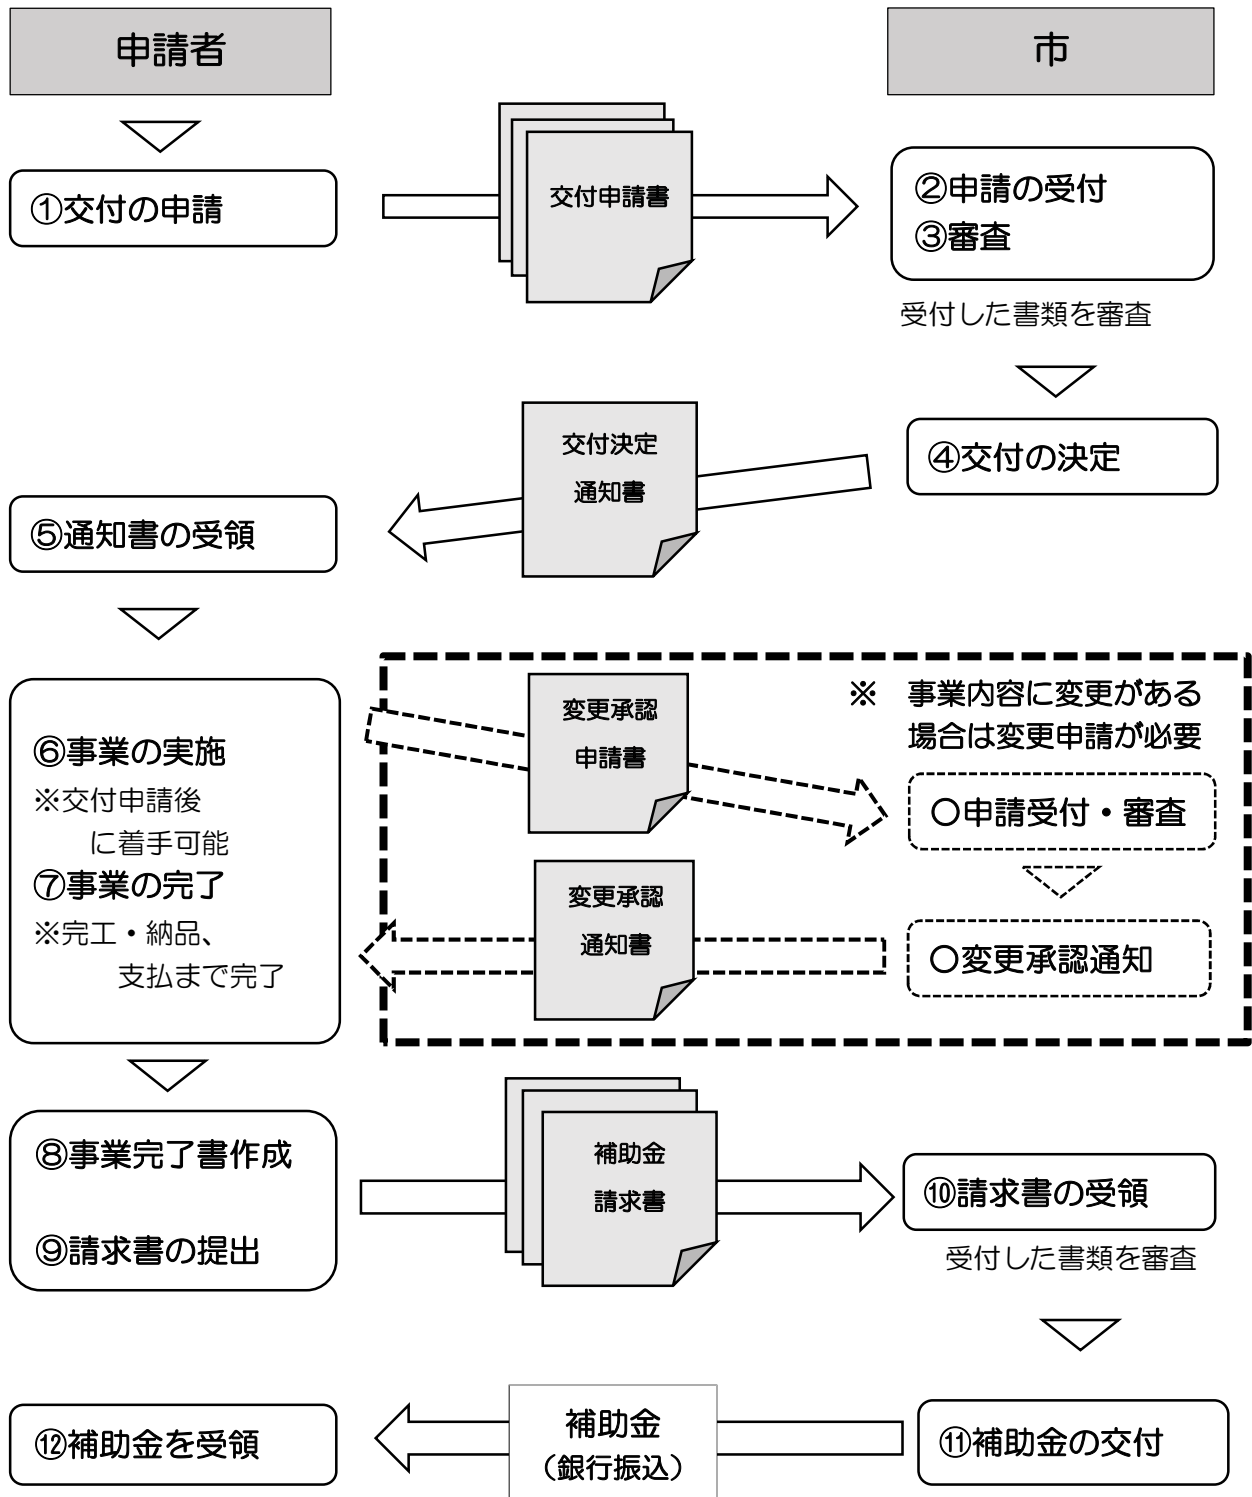 申請者
市
①交付の申請
交付申請書
②申請の受付
③審査
受付した書類を審査
④交付の決定
交付決定
通知書
⑤通知書の受領
⑥事業の実施
※交付申請後
に着手可能
⑦事業の完了
※完工・納品、
支払まで完了
変更承認
申請書
※ 事業内容に変更がある
場合は変更申請が必要
〇申請受付・審査
変更承認
通知書
〇変更承認通知
⑧事業完了書作成
⑨請求書の提出
補助金
請求書
⑩請求書の受領
受付した書類を審査
⑪補助金の交付
補助金
（銀行振込）
⑫補助金を受領